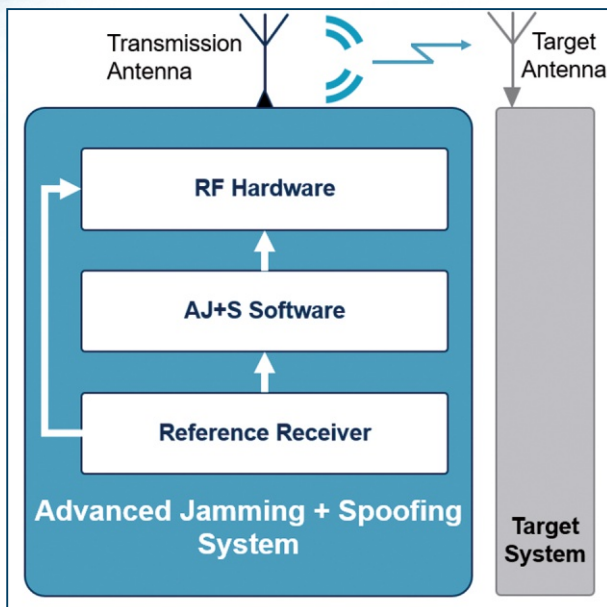 Transmission
Antenna
Target
Antenna
RF Hardware
AJ+S Software
Reference Receiver
Advanced Jamming + Spoofing
System
Target
System